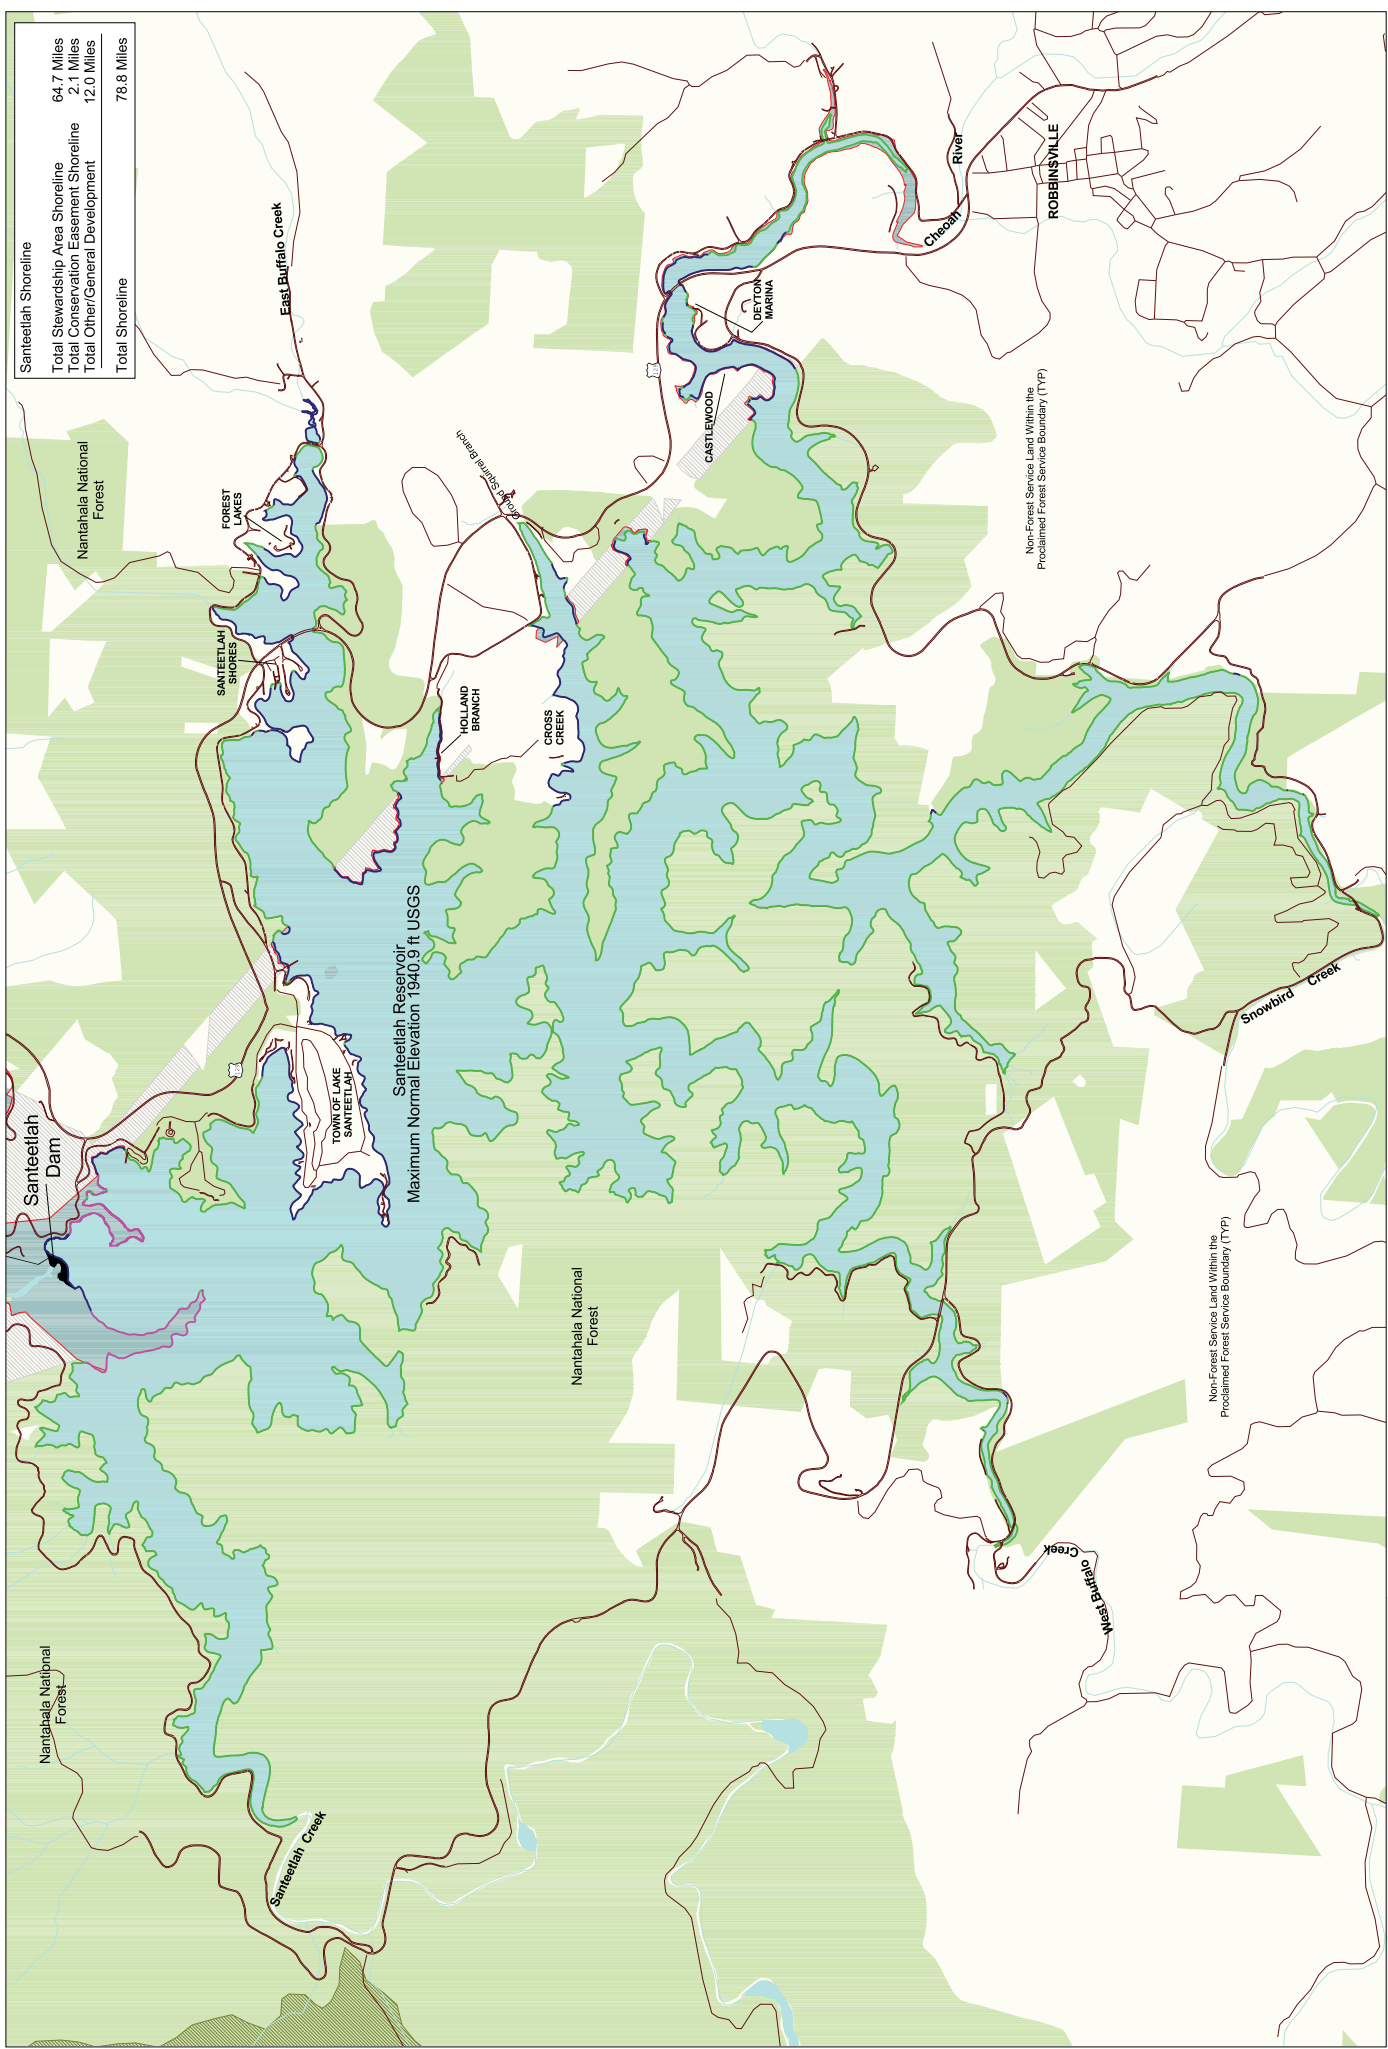 Santeetlah Shoreline
Total Stewardship Area Shoreline 64.7 Miles
Total Conservation Easement Shoreline 2.1 Miles
Total Other/General Development 12.0 Miles
Total Shoreline 78.8 Miles
East Buffalo Creek
Nantahala National
Forest
FOREST
LAKES
SANTEETLAH
SHORES
Ground Squirrel Branch
HOLLAND
BRANCH
CROSS
CREEK
CASTLEWOOD
DEYTON
MARINA
Cheoah
River
ROBBINSVILLE
Non-Forest Service Land Within the
Proclaimed Forest Service Boundary (TYP)
Santeetlah
Dam
TOWN OF LAKE
SANTEETLAH
Santeetlah Reservoir
Maximum Normal Elevation 1940.9 ft USGS
Snowbird Creek
Nantahala National
Forest
Non-Forest Service Land Within the
Proclaimed Forest Service Boundary (TYP)
West Buffalo
Creek
Nantahala National
Forest
Santeetlah Creek